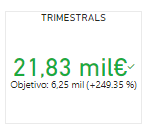 TRIMESTRALS
21,83 mil€
Objetivo: 6,25 mil (+249.35 %)